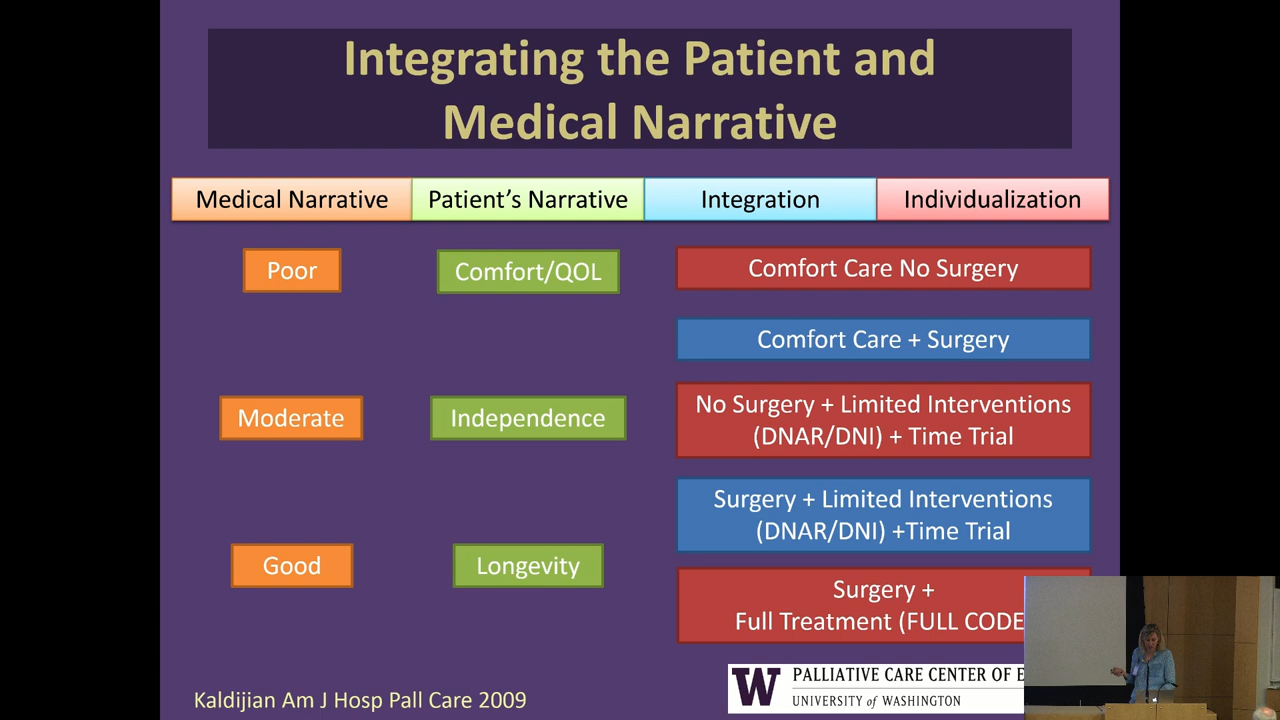 Integrating the Patient and
Medical Narrative
Medical Narrative
Patient's Narrative
Integration
Individualization
Poor
Comfort/QOL
Comfort Care No Surgery
Comfort Care + Surgery
Moderate
Independence
No Surgery + Limited Interventions
(DNAR/DNI) + Time Trial
Surgery + Limited Interventions
(DNAR/DNI) +Time Trial
Good
Longevity
Surgery +
Full Treatment (FULL CODE
Kaldijian Am J Hosp Pall Care 2009
W
PALLIATIVE CARE CENTER OF E
UNIVERSITY of WASHINGTON